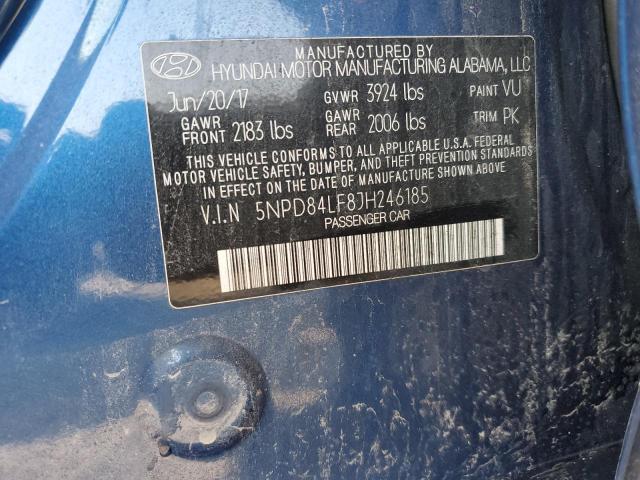 MANUFACTURED BY
HYUNDAI MOTOR MANUFACTURING ALABAMA, LLC
Jun/20/17 GVWR 3924 lbs PAINT VU
GAWR FRONT 2183 lbs GAWR REAR 2006 lbs TRIM PK
THIS VEHICLE CONFORMS TO ALL APPLICABLE U.S.A. FEDERAL
MOTOR VEHICLE SAFETY, BUMPER, AND THEFT PREVENTION STANDARDS
IN EFFECT ON THE DATE OF MANUFACTURE SHOWN ABOVE.
V.I.N 5NPD84LF8JH246185
PASSENGER CAR